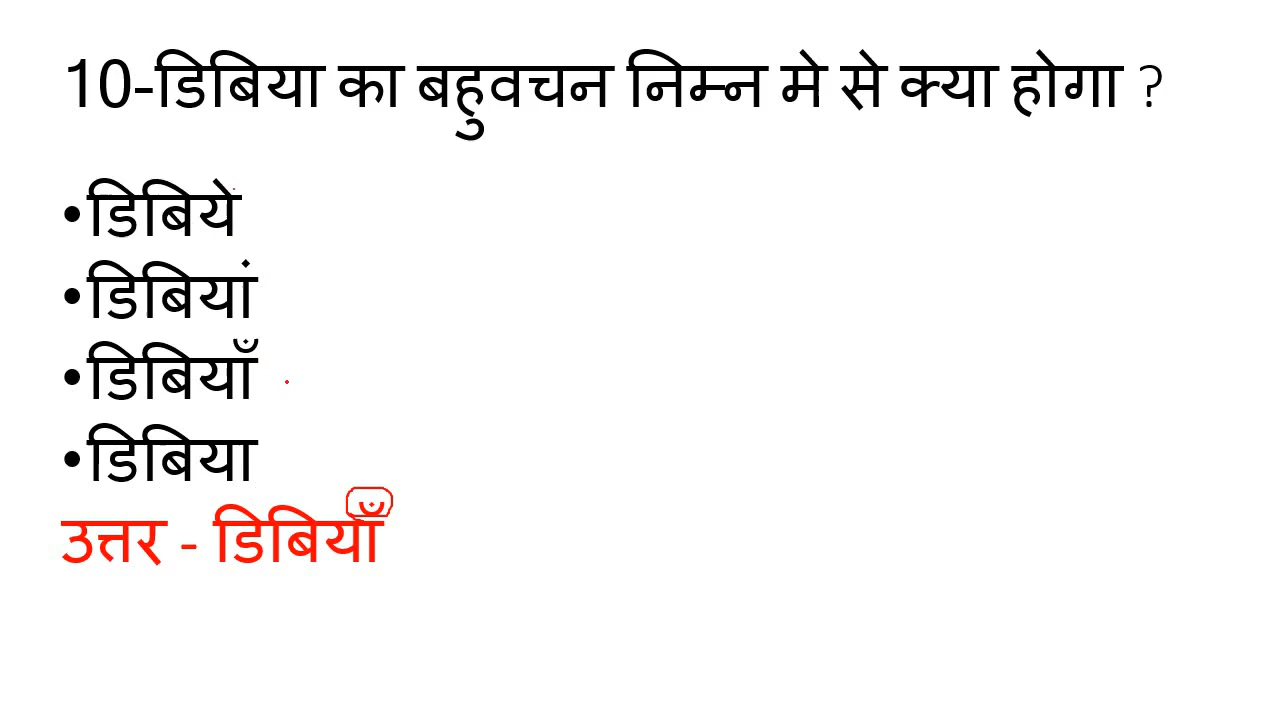 10-डिबिया का बहुवचन निम्न मे से क्या होगा ?
•डिबिये
•डिबियां
•डिबियाँ
•डिबिया
उत्तर - डिबियाँ